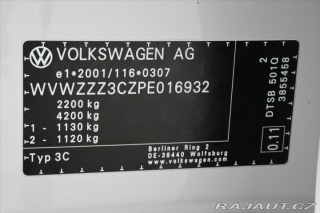 VOLKSWAGEN AG
e1*2001/116*0307
WVWZZZ3CZPE016932
2200 kg
4200 kg
1 - 1130 kg
2 - 1120 kg
Typ 3C
Berliner Ring 2
DE-38440 Wolfsburg
www.volkswagen.com
0.11
DTSB 501Q 2
3855458
RAJAUT.CZ